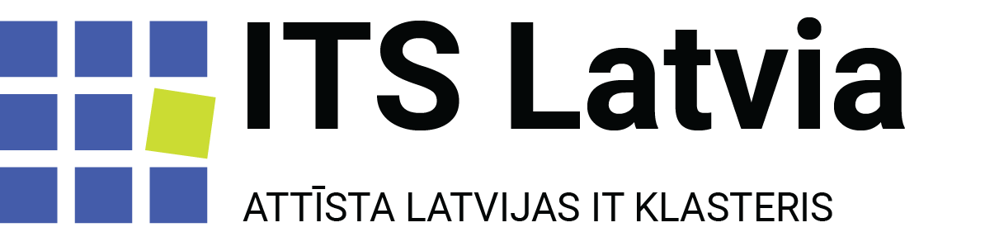 ITS Latvia
ATTĪSTA LATVIJAS IT KLASTERIS